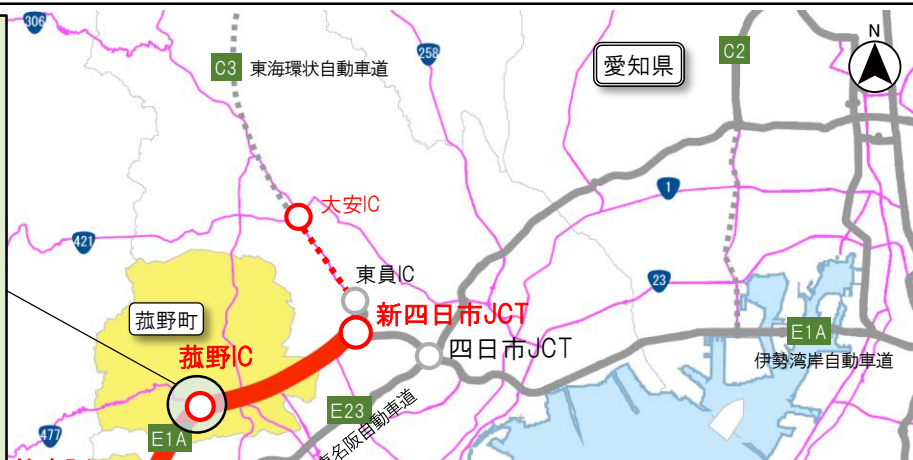 306
C3
東海環状自動車道
258
愛知県
C2
N
1
大安IC
421
東員IC
23
菰野町
新四日市JCT
菰野IC
四日市JCT
E1A
伊勢湾岸自動車道
E23
東名阪自動車道
477
E1A